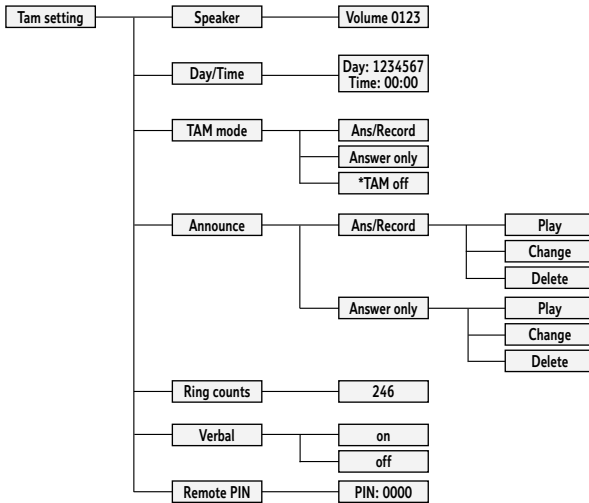 Tam setting
Speaker
Volume 0123
Day/Time
Day: 1234567
Time: 00:00
TAM mode
Ans/Record
Answer only
*TAM off
Announce
Ans/Record
Play
Change
Delete
Answer only
Play
Change
Delete
Ring counts
246
Verbal
on
off
Remote PIN
PIN: 0000